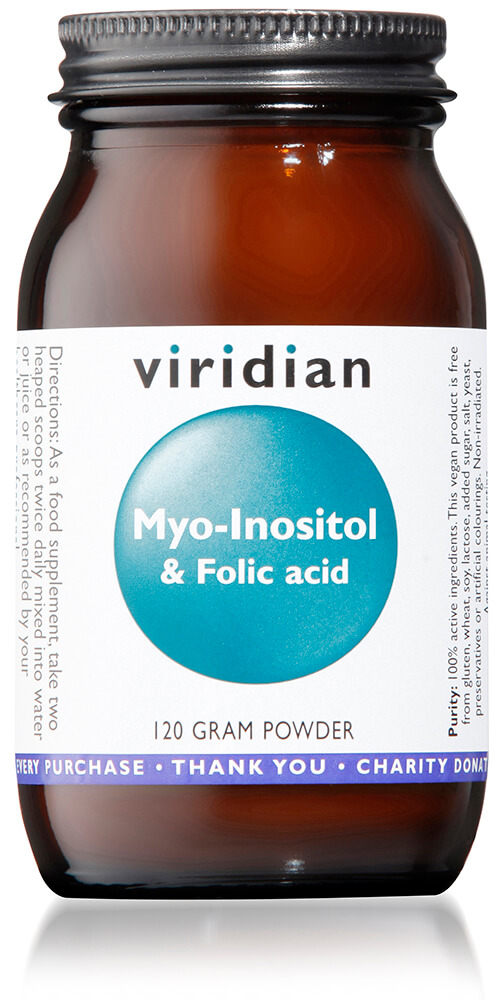 viridian
Myo-Inositol
& Folic acid
120 GRAM POWDER
EVERY PURCHASE • THANK YOU • CHARITY DONAT
Directions: As a food supplement, take two
heaped scoops twice daily mixed into water
or juice or as recommended by your
Purity: 100% active ingredients. This vegan product is free
from gluten, wheat, soy, lactose, added sugar, salt, yeast,
preservatives or artificial colourings. Non-irradiated.